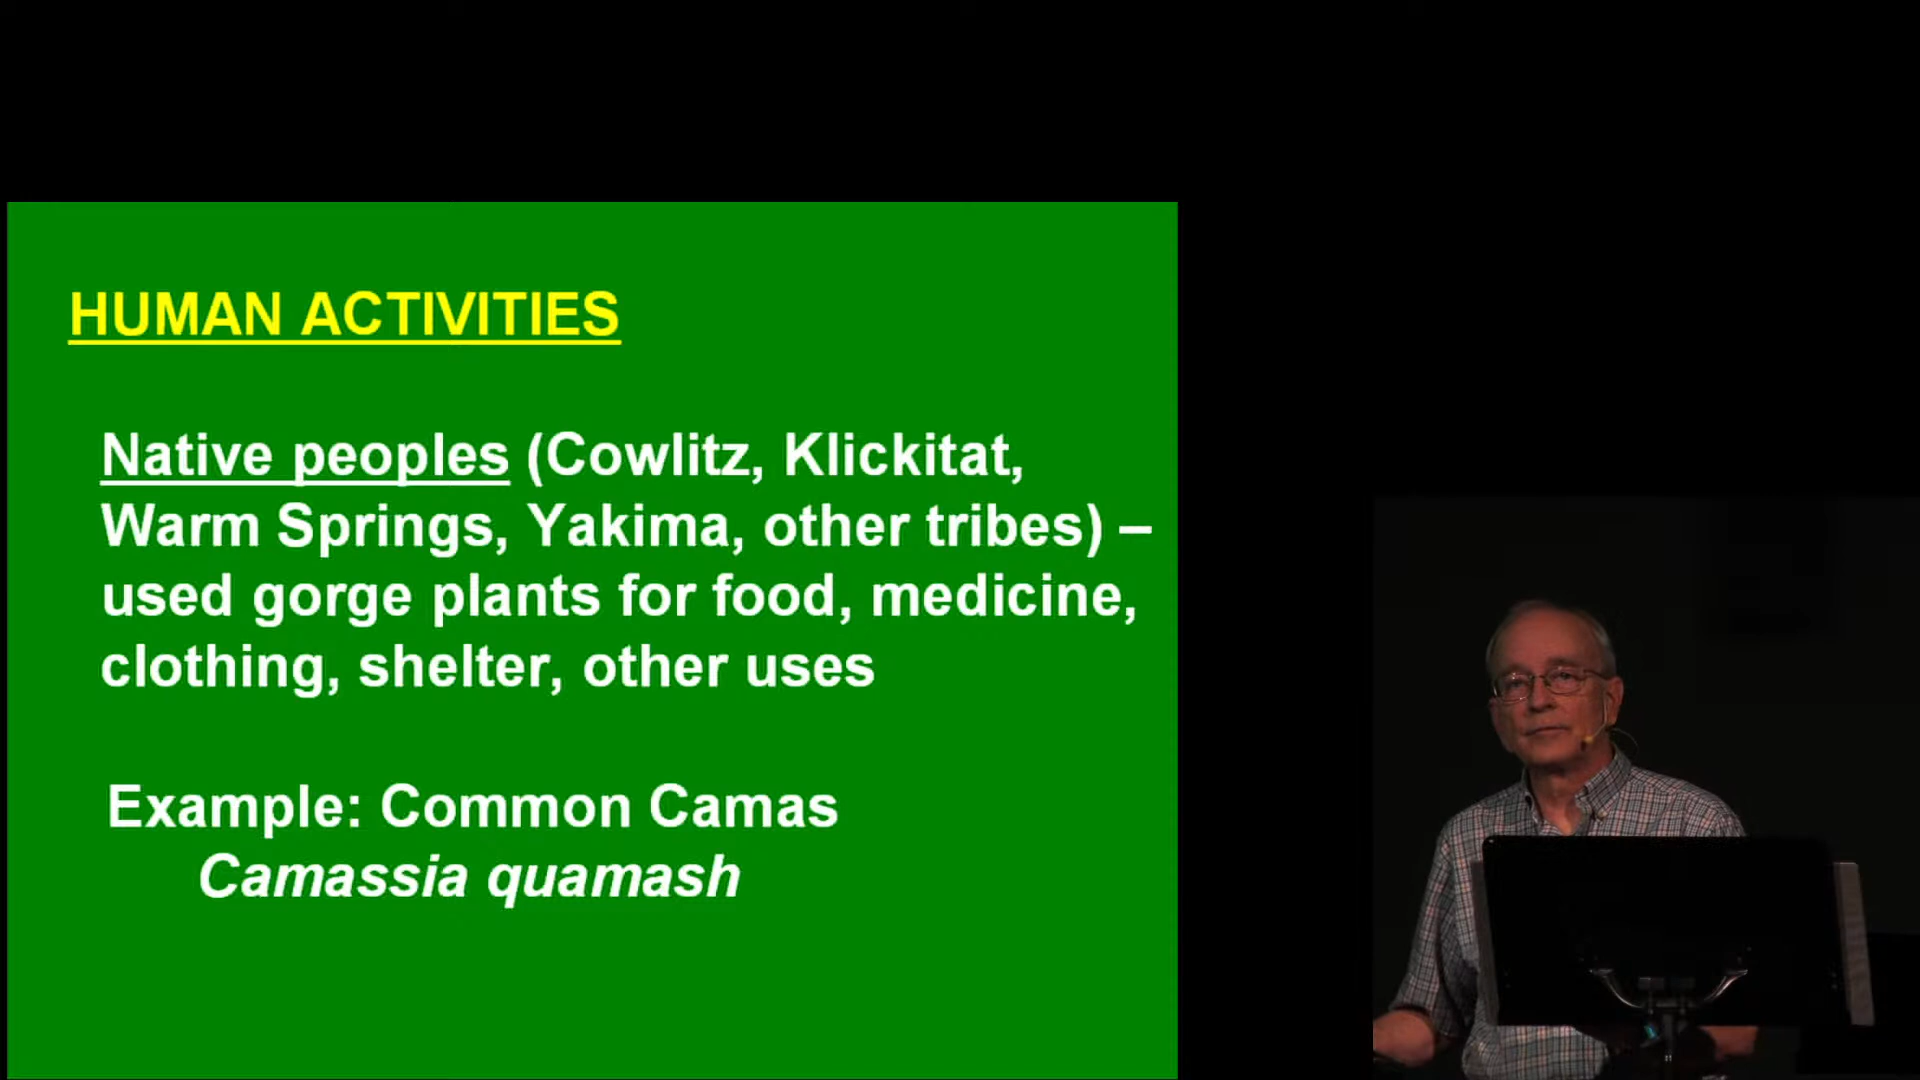 HUMAN ACTIVITIES
Native peoples (Cowlitz, Klickitat,
Warm Springs, Yakima, other tribes) –
used gorge plants for food, medicine,
clothing, shelter, other uses
Example: Common Camas
Camassia quamash